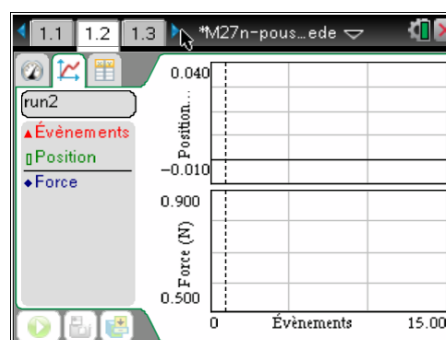 1.1 1.2 1.3 *M27n-pous…ede
run2
Évènements
Position
Force
0.040
Position...
-0.010
0.900
Force (N)
0.500
0 Évènements 15.00